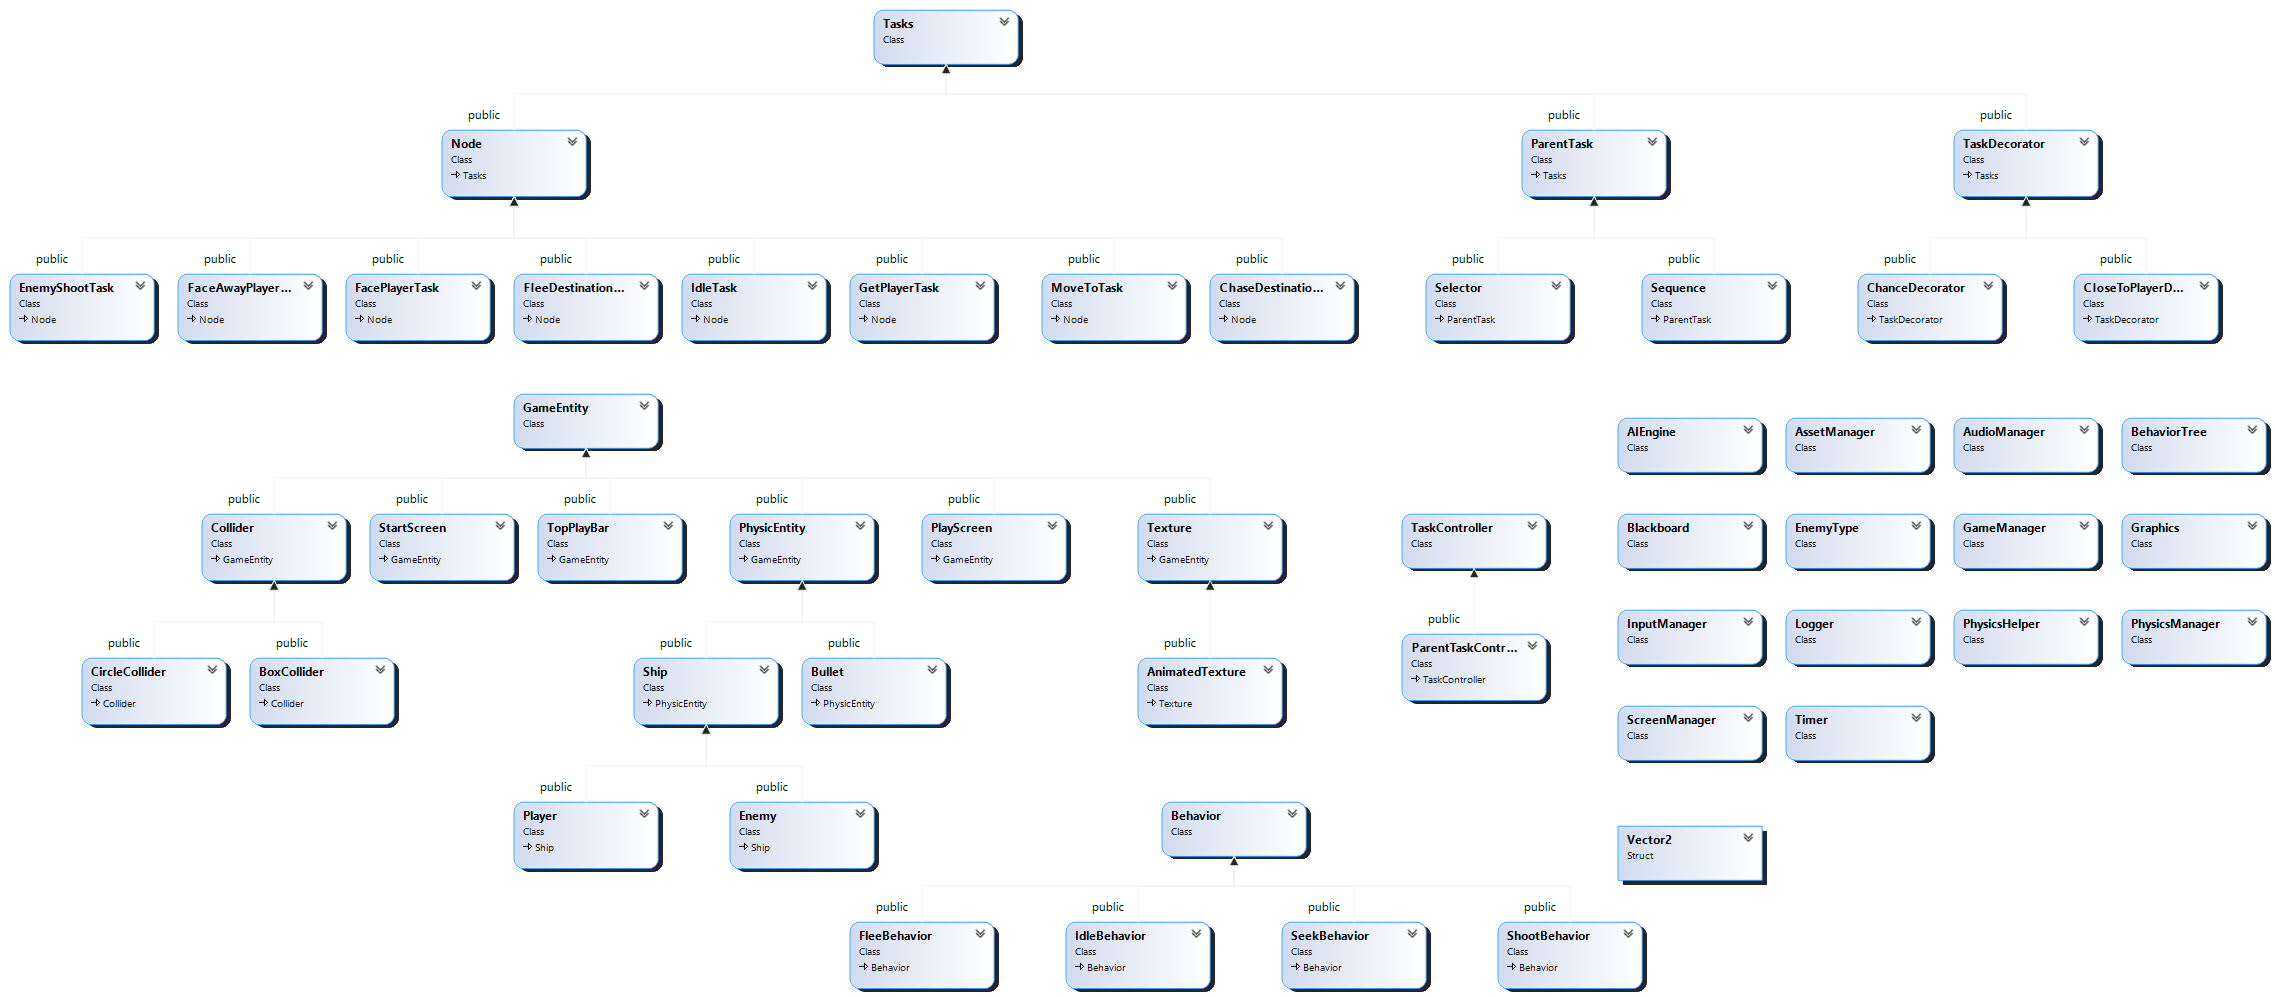 Tasks
Class
public
public
public
Node
Class
Tasks
ParentTask
Class
Tasks
TaskDecorator
Class
Tasks
public
public
public
public
public
public
public
public
public
public
public
public
EnemyShootTask
Class
Node
FaceAwayPlayer...
Class
Node
FacePlayerTask
Class
Node
FleeDestination...
Class
Node
IdleTask
Class
Node
GetPlayerTask
Class
Node
MoveToTask
Class
Node
ChaseDestinatio...
Class
Node
Selector
Class
ParentTask
Sequence
Class
ParentTask
ChanceDecorator
Class
TaskDecorator
CloseToPlayerD...
Class
TaskDecorator
GameEntity
Class
AIEngine
Class
AssetManager
Class
AudioManager
Class
BehaviorTree
Class
public
public
public
public
public
public
Collider
Class
GameEntity
StartScreen
Class
GameEntity
TopPlayBar
Class
GameEntity
PhysicEntity
Class
GameEntity
PlayScreen
Class
GameEntity
Texture
Class
GameEntity
TaskController
Class
Blackboard
Class
EnemyType
Class
GameManager
Class
Graphics
Class
public
public
public
public
public
public
CircleCollider
Class
Collider
BoxCollider
Class
Collider
Ship
Class
PhysicEntity
Bullet
Class
PhysicEntity
AnimatedTexture
Class
Texture
ParentTaskContr...
Class
TaskController
InputManager
Class
Logger
Class
PhysicsHelper
Class
PhysicsManager
Class
ScreenManager
Class
Timer
Class
public
public
Player
Class
Ship
Enemy
Class
Ship
Behavior
Class
Vector2
Struct
public
public
public
public
FleeBehavior
Class
Behavior
IdleBehavior
Class
Behavior
SeekBehavior
Class
Behavior
ShootBehavior
Class
Behavior